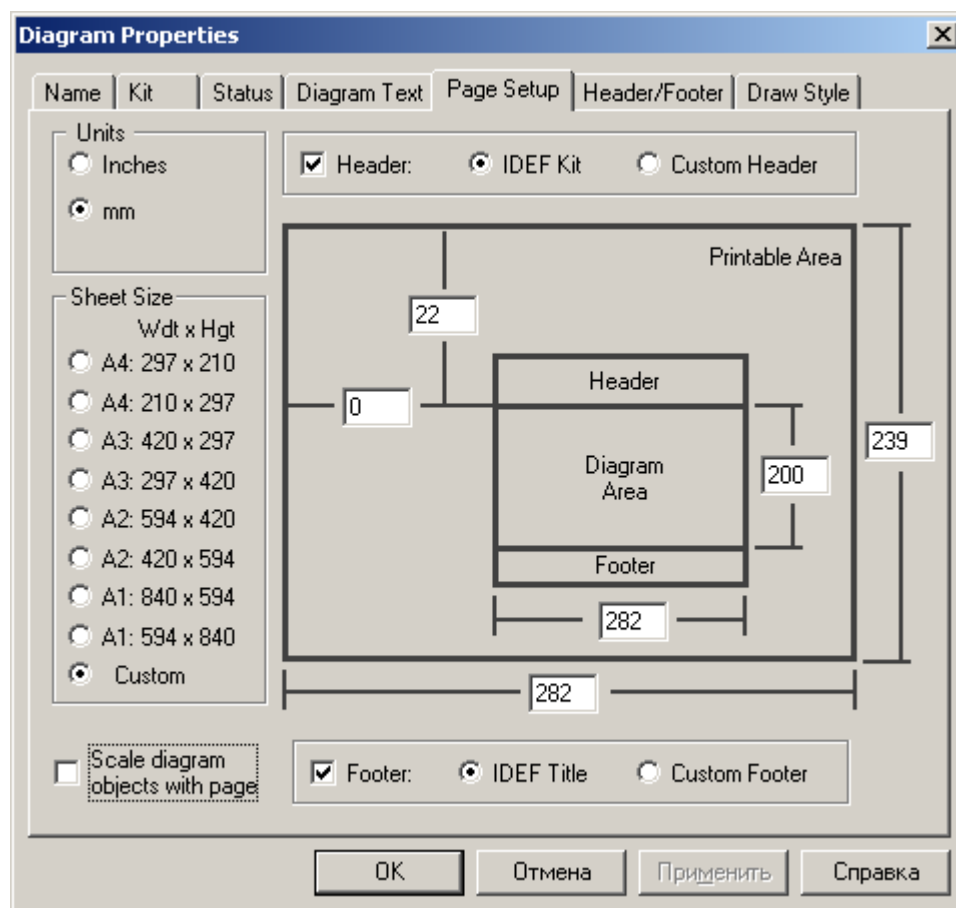 Diagram Properties
Name Kit Status Diagram Text Page Setup Header/Footer Draw Style
Units
Inches
mm
Header: IDEF Kit Custom Header
Sheet Size
Wdt x Hgt
A4: 297 x 210
A4: 210 x 297
A3: 420 x 297
A3: 297 x 420
A2: 594 x 420
A2: 420 x 594
A1: 840 x 594
A1: 594 x 840
Custom
Printable Area
22
Header
0
Diagram
Area
200
239
Footer
282
282
Scale diagram
objects with page
Footer: IDEF Title Custom Footer
OK Отмена Применить Справка